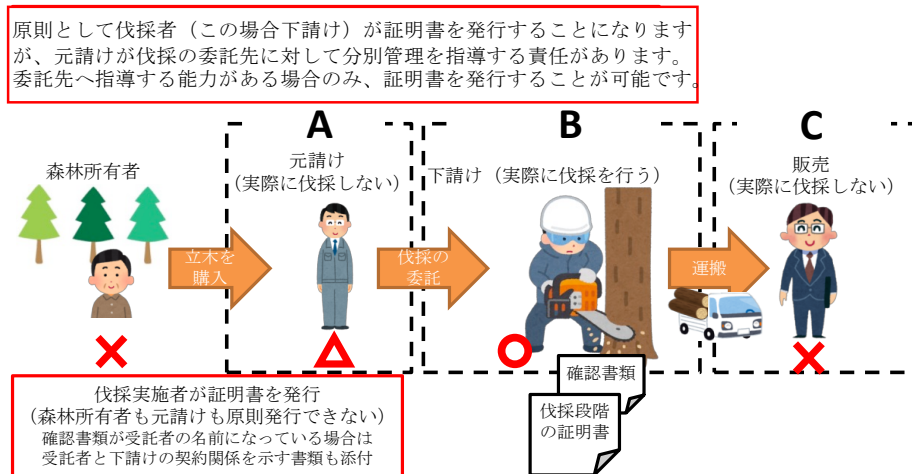 原則として伐採者（この場合下請け）が証明書を発行することになります
が、元請けが伐採の委託先に対して分別管理を指導する責任があります。
委託先へ指導する能力がある場合のみ、証明書を発行することが可能です。
A
B
C
森林所有者
元請け
（実際に伐採しない）
下請け（実際に伐採を行う）
販売
（実際に伐採しない）
立木を
購入
伐採の
委託
運搬
確認書類
伐採段階
の証明書
伐採実施者が証明書を発行
（森林所有者も元請けも原則発行できない）
確認書類が受託者の名前になっている場合は
受託者と下請けの契約関係を示す書類も添付